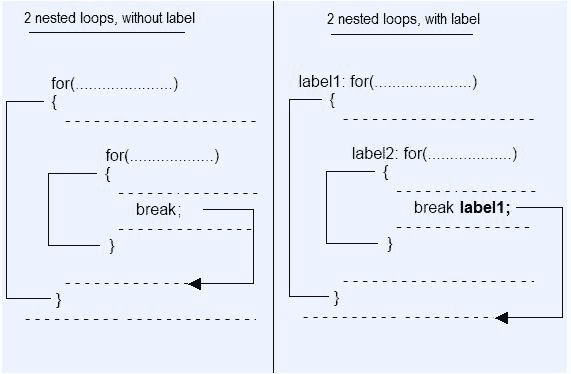 2 nested loops, without label
for(......................)
{
for(...................)
{
break;
}
}
2 nested loops, with label
label1: for(......................)
{
label2: for(...................)
{
break label1;
}
}